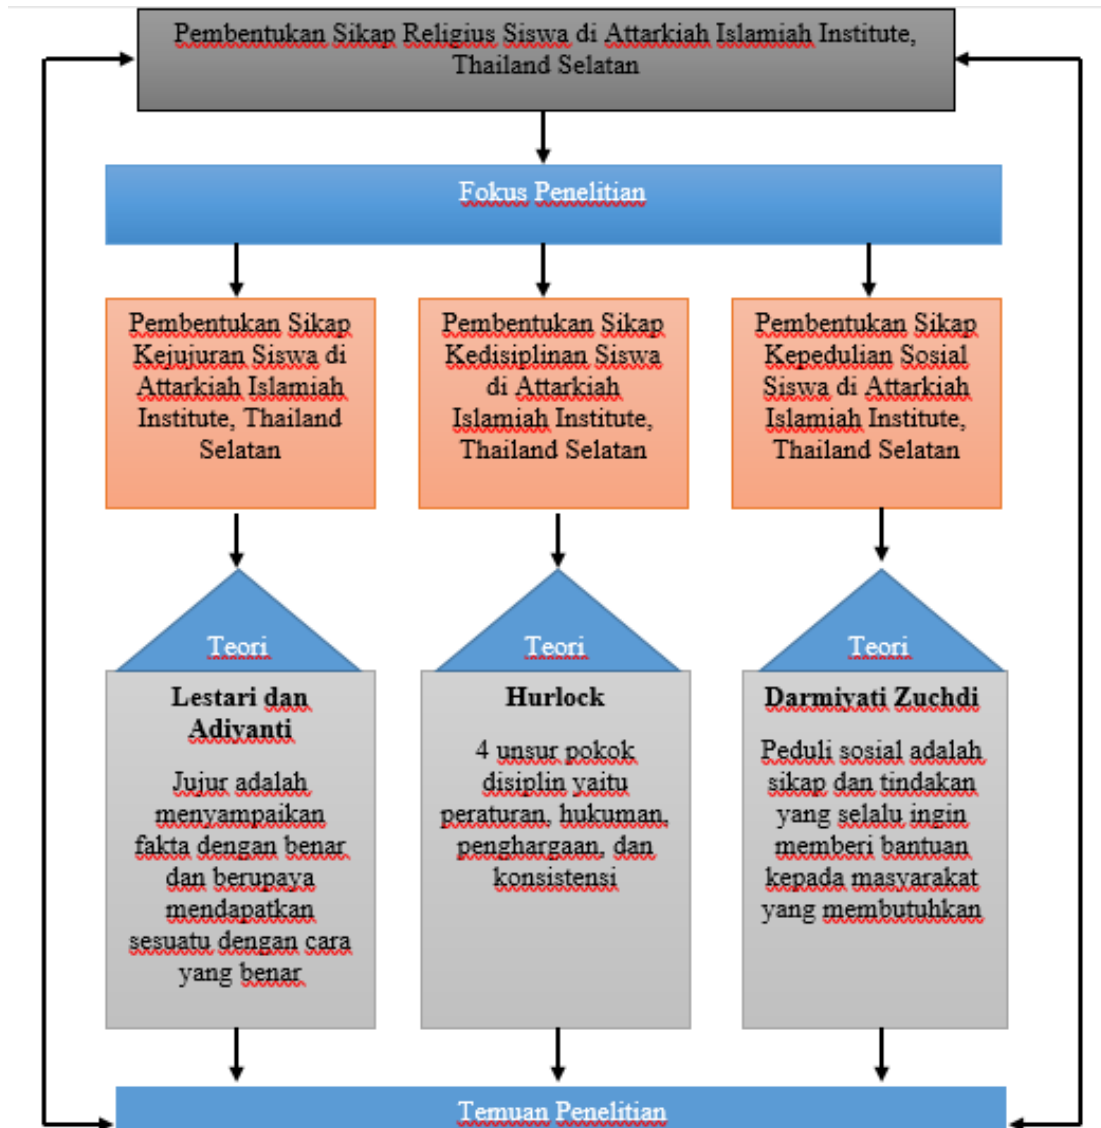 Pembentukan Sikap Religius Siswa di Attarkiah Islamiah Institute,
Thailand Selatan
Fokus Penelitian
Pembentukan Sikap
Kejujuran Siswa di
Attarkiah Islamiah
Institute, Thailand
Selatan
Pembentukan Sikap
Kedisiplinan Siswa
di Attarkiah
Islamiah Institute,
Thailand Selatan
Pembentukan Sikap
Kepedulian Sosial
Siswa di Attarkiah
Islamiah Institute,
Thailand Selatan
Teori
Lestari dan
Adiyanti
Jujur adalah
menyampaikan
fakta dengan benar
dan berupaya
mendapatkan
sesuatu dengan cara
yang benar
Teori
Hurlock
4 unsur pokok
disiplin yaitu
peraturan, hukuman,
penghargaan, dan
konsistensi
Teori
Darmiyati Zuchdi
Peduli sosial adalah
sikap dan tindakan
yang selalu ingin
memberi bantuan
kepada masyarakat
yang membutuhkan
Temuan Penelitian